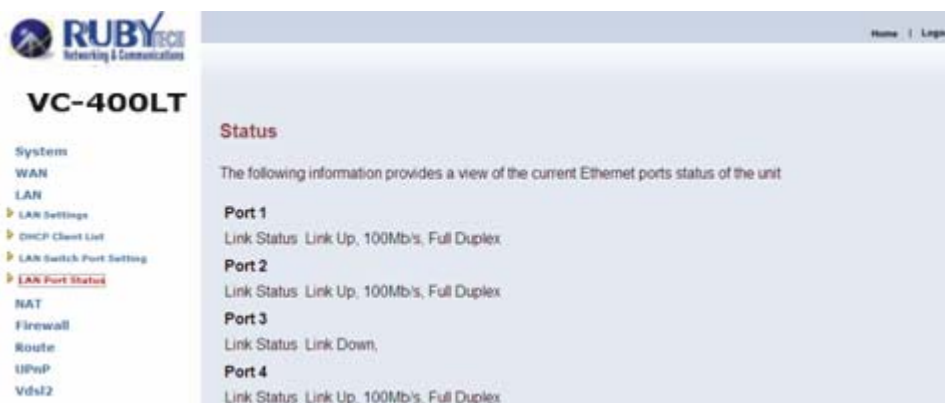 RUBYTECH
Networking & Communications
Home | Logo
VC-400LT
System
WAN
LAN
LAN Settings
DHCP Client List
LAN Switch Port Setting
LAN Port Status
NAT
Firewall
Route
UPnP
Vdsl2
Status
The following information provides a view of the current Ethernet ports status of the unit
Port 1
Link Status Link Up, 100Mb/s, Full Duplex
Port 2
Link Status Link Up, 100Mb/s, Full Duplex
Port 3
Link Status Link Down,
Port 4
Link Status Link Up, 100Mb/s, Full Duplex